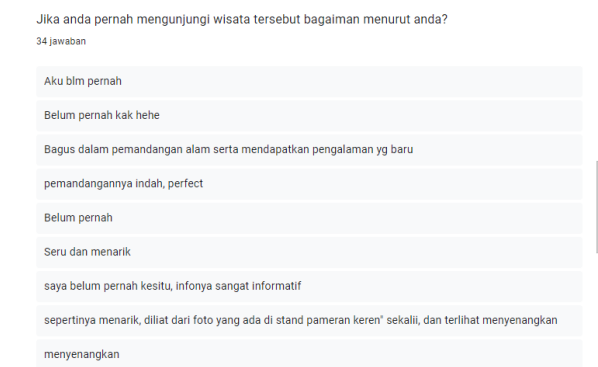 Jika anda pernah mengunjungi wisata tersebut bagaiman menurut anda?
34 jawaban
Aku blm pernah
Belum pernah kak hehe
Bagus dalam pemandangan alam serta mendapatkan pengalaman yg baru
pemandangannya indah, perfect
Belum pernah
Seru dan menarik
saya belum pernah kesitu, infonya sangat informatif
sepertinya menarik, diliat dari foto yang ada di stand pameran keren" sekalii, dan terlihat menyenangkan
menyenangkan